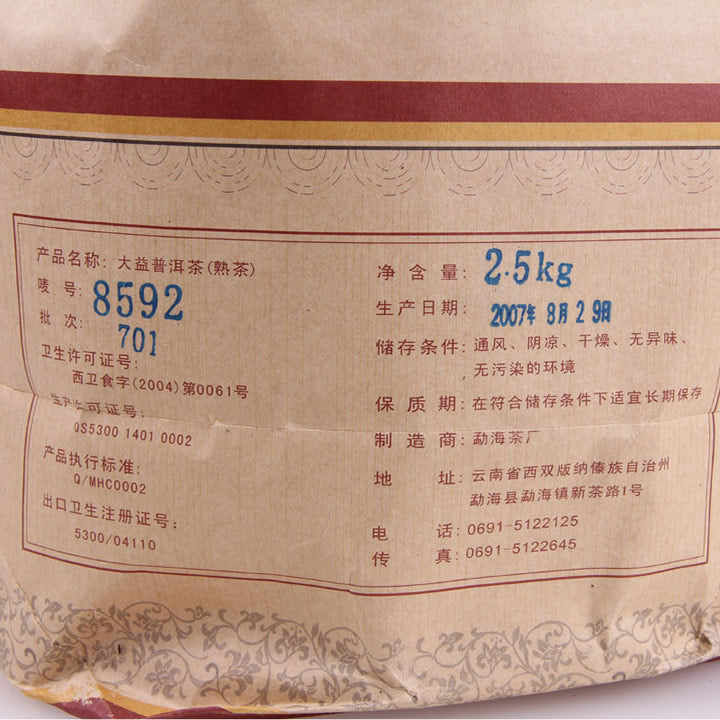 产品名称: 大益普洱茶(熟茶)
唛 号: 8592
批 次: 701
卫生许可证号:
西卫食字(2004)第0061号
生产许可证号:
QS5300 1401 0002
产品执行标准:
Q/MHC0002
出口卫生注册证号:
5300/04110
净 含 量: 2.5kg
生产日期: 2007年 8月 2 9日
储存条件: 通风、阴凉、干燥、无异味、
无污染的环境
保 质 期: 在符合储存条件下适宜长期保存
制 造 商: 勐海茶厂
地 址: 云南省西双版纳傣族自治州
勐海县勐海镇新茶路1号
电 话: 0691-5122125
传 真: 0691-5122645